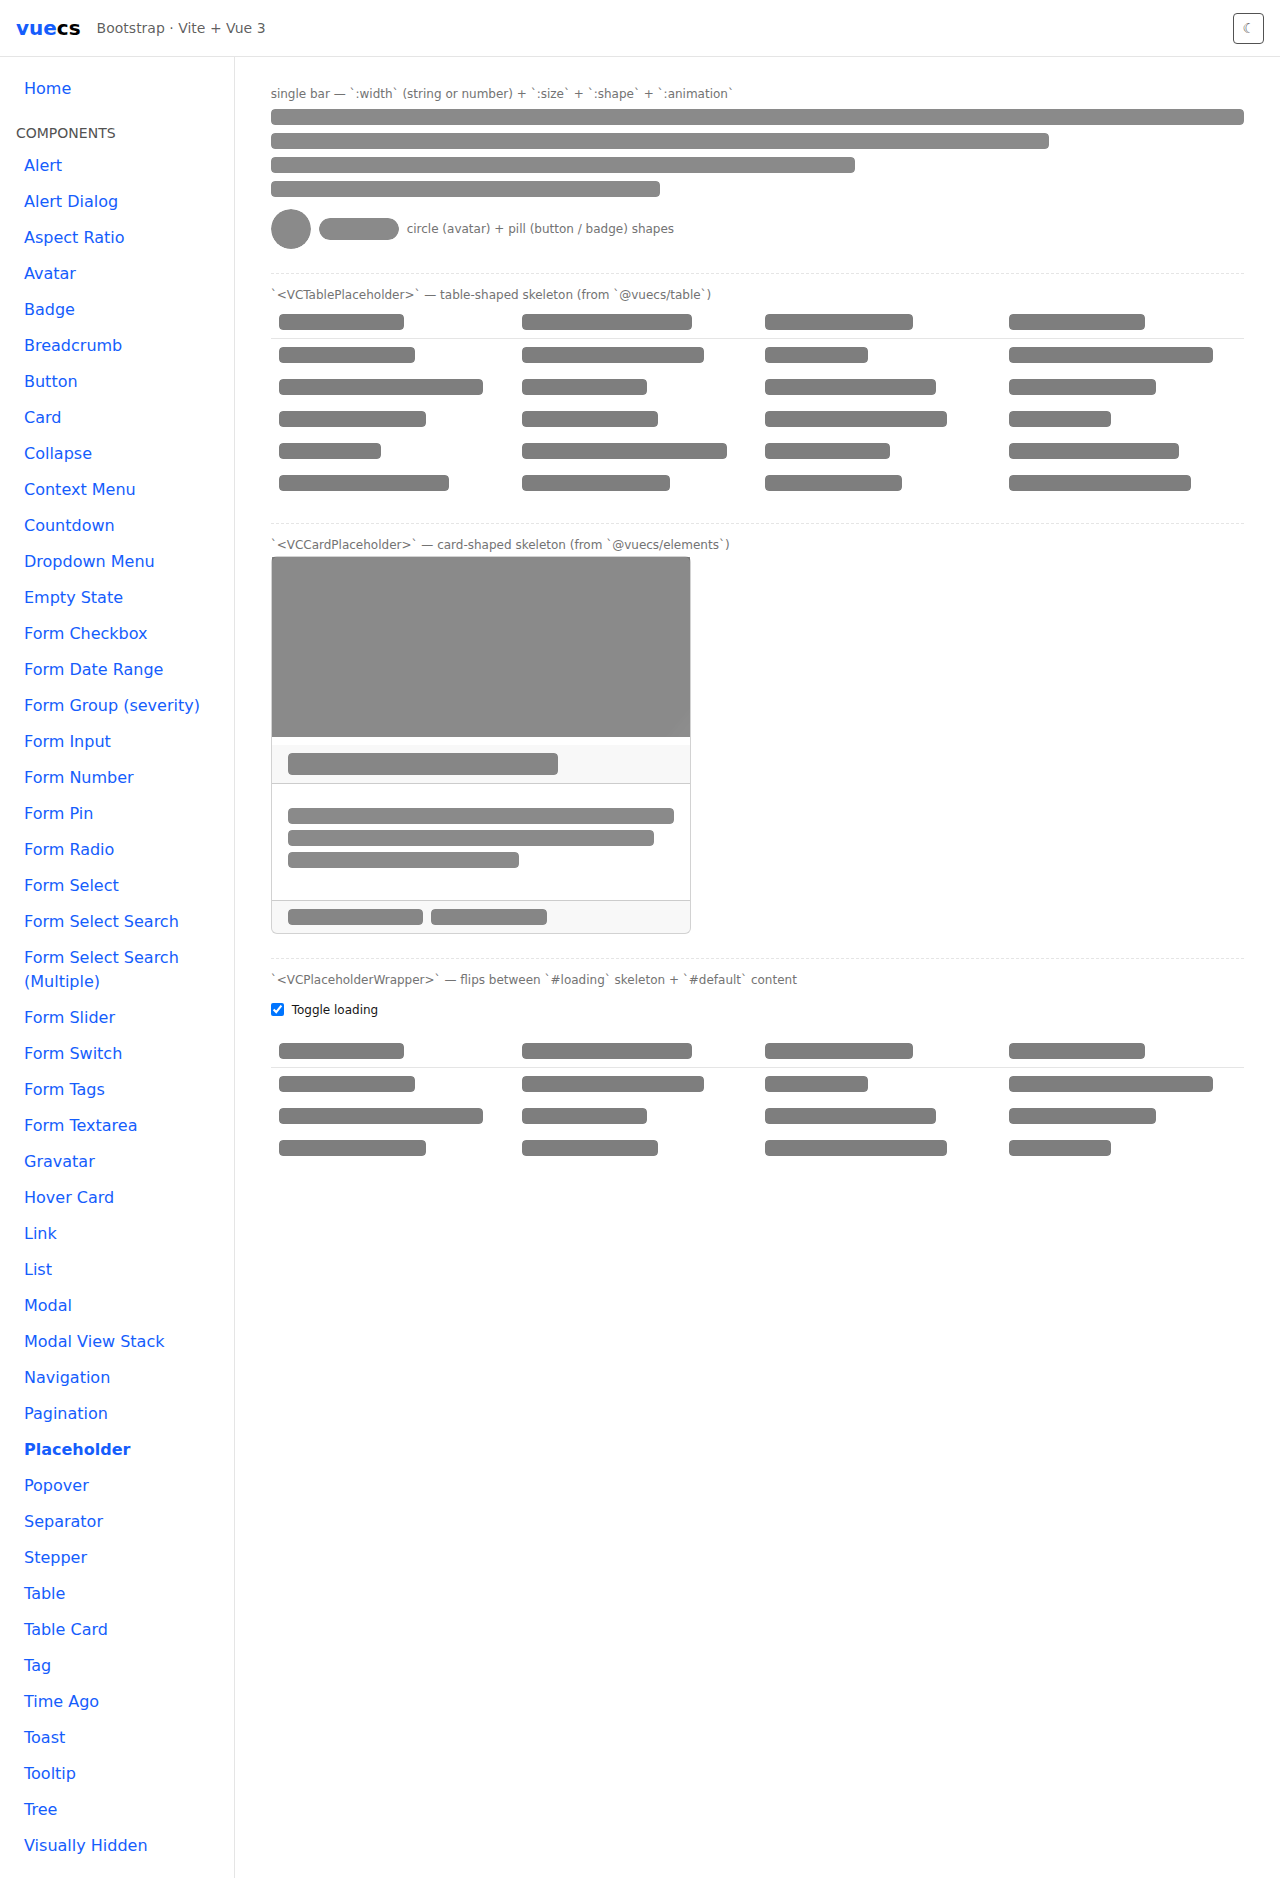 vuecs Bootstrap · Vite + Vue 3
☾
Home
COMPONENTS
Alert
Alert Dialog
Aspect Ratio
Avatar
Badge
Breadcrumb
Button
Card
Collapse
Context Menu
Countdown
Dropdown Menu
Empty State
Form Checkbox
Form Date Range
Form Group (severity)
Form Input
Form Number
Form Pin
Form Radio
Form Select
Form Select Search
Form Select Search
(Multiple)
Form Slider
Form Switch
Form Tags
Form Textarea
Gravatar
Hover Card
Link
List
Modal
Modal View Stack
Navigation
Pagination
Placeholder
Popover
Separator
Stepper
Table
Table Card
Tag
Time Ago
Toast
Tooltip
Tree
Visually Hidden
single bar — `:width` (string or number) + `:size` + `:shape` + `:animation`
circle (avatar) + pill (button / badge) shapes
`<VCTablePlaceholder>` — table-shaped skeleton (from `@vuecs/table`)
`<VCCardPlaceholder>` — card-shaped skeleton (from `@vuecs/elements`)
`<VCPlaceholderWrapper>` — flips between `#loading` skeleton + `#default` content
Toggle loading